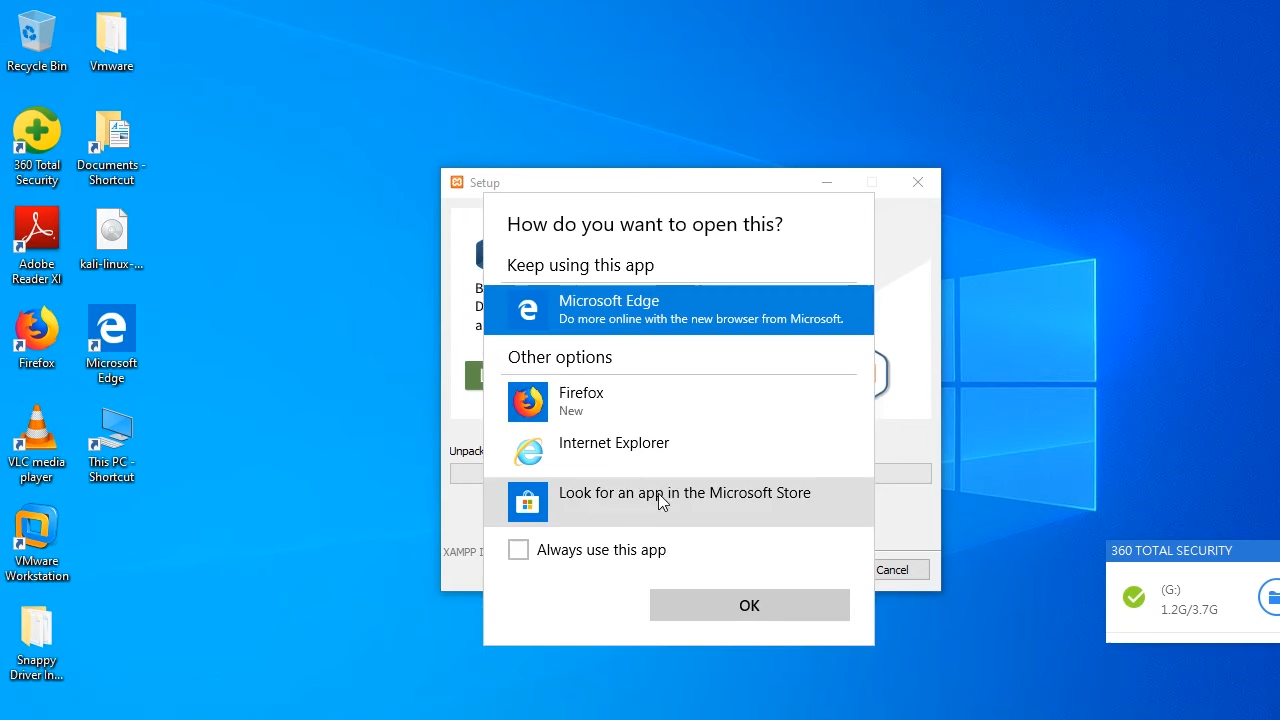 Recycle Bin
Vmware
360 Total
Security
Documents -
Shortcut
Adobe
Reader XI
kali-linux-...
Firefox
Microsoft
Edge
VLC media
player
This PC -
Shortcut
VMware
Workstation
Snappy
Driver In...
Setup
How do you want to open this?
Keep using this app
Microsoft Edge
Do more online with the new browser from Microsoft.
Other options
Firefox
New
Internet Explorer
Look for an app in the Microsoft Store
Always use this app
OK
B
D
a
Unpack
XAMPP I
Cancel
360 TOTAL SECURITY
(G:)
1.2G/3.7G